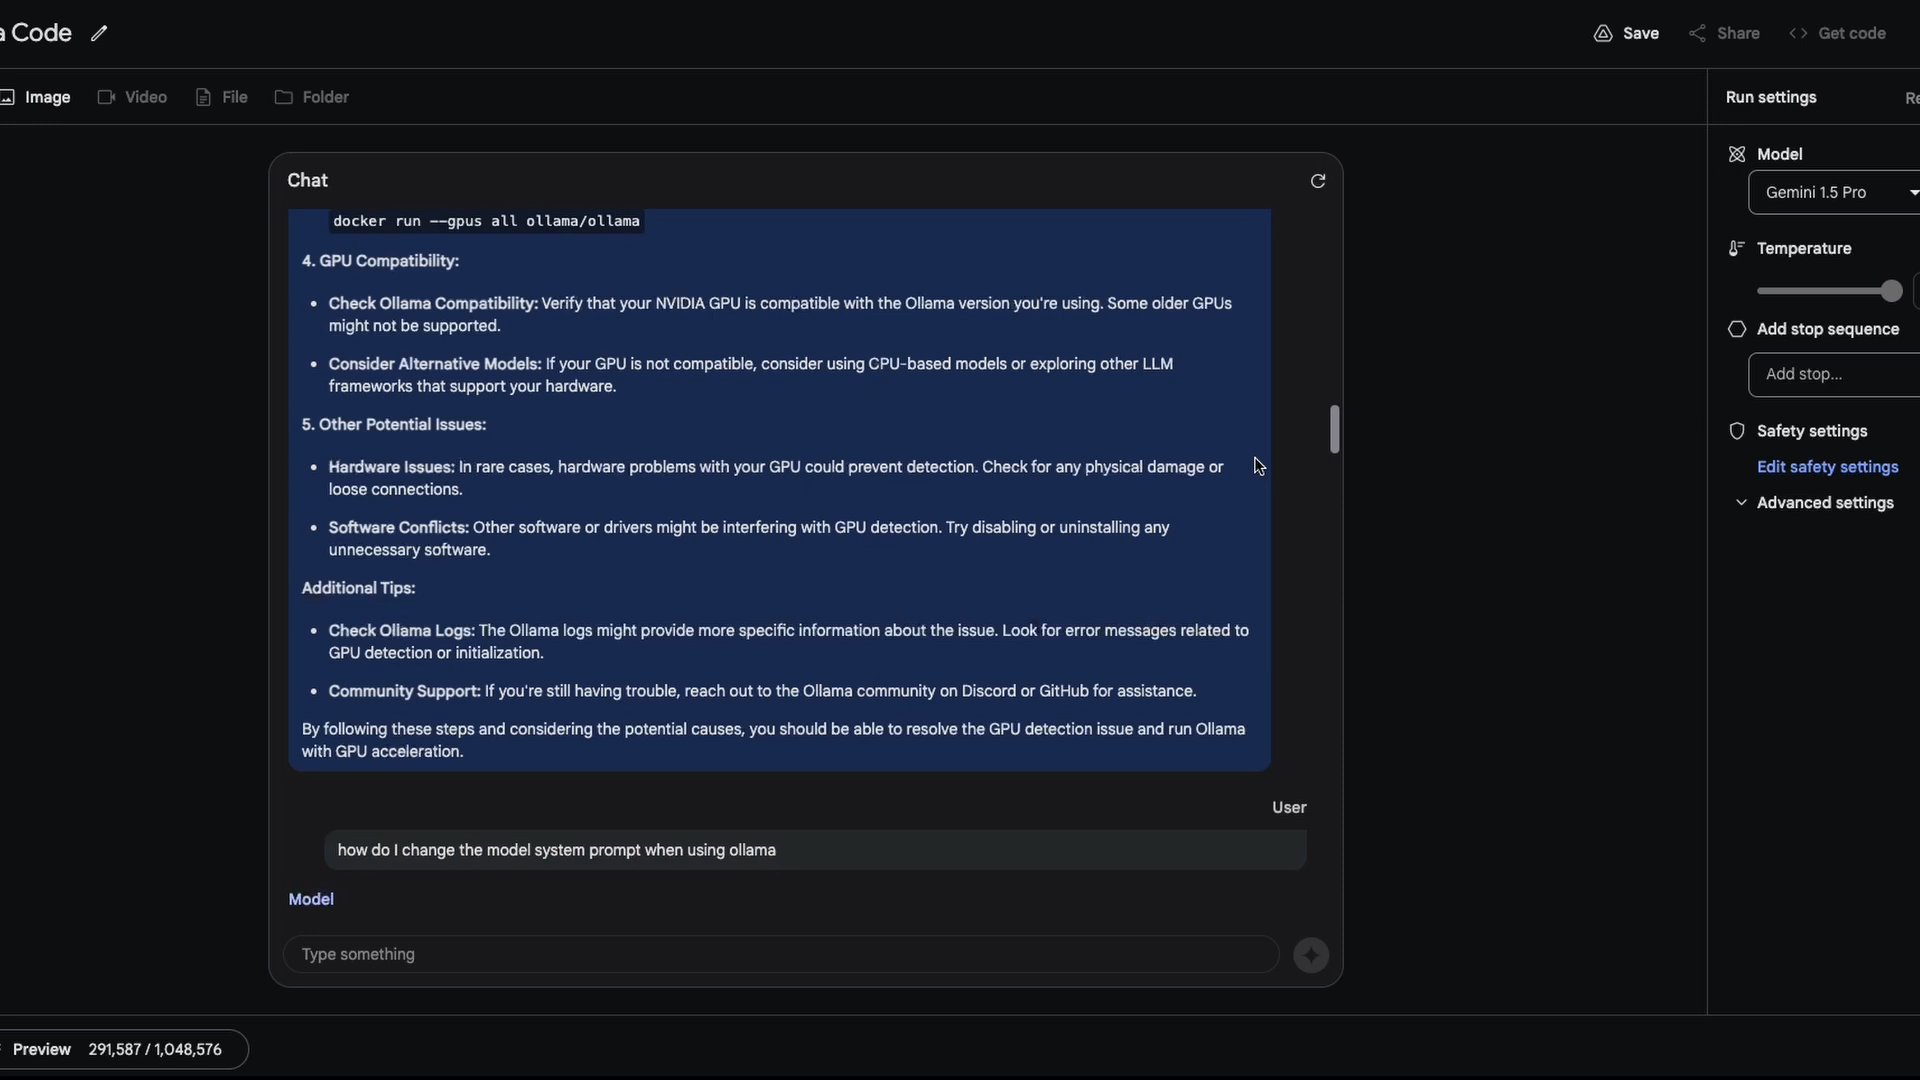 a Code
Save
Share
<> Get code
Image
Video
File
Folder
Run settings
Chat
Model
Gemini 1.5 Pro
docker run --gpus all ollama/ollama
Temperature
4. GPU Compatibility:
• Check Ollama Compatibility: Verify that your NVIDIA GPU is compatible with the Ollama version you're using. Some older GPUs
might not be supported.
Add stop sequence
• Consider Alternative Models: If your GPU is not compatible, consider using CPU-based models or exploring other LLM
frameworks that support your hardware.
Add stop...
5. Other Potential Issues:
Safety settings
• Hardware Issues: In rare cases, hardware problems with your GPU could prevent detection. Check for any physical damage or
loose connections.
Edit safety settings
Advanced settings
• Software Conflicts: Other software or drivers might be interfering with GPU detection. Try disabling or uninstalling any
unnecessary software.
Additional Tips:
• Check Ollama Logs: The Ollama logs might provide more specific information about the issue. Look for error messages related to
GPU detection or initialization.
• Community Support: If you're still having trouble, reach out to the Ollama community on Discord or GitHub for assistance.
By following these steps and considering the potential causes, you should be able to resolve the GPU detection issue and run Ollama
with GPU acceleration.
User
how do I change the model system prompt when using ollama
Model
Type something
Preview 291,587 / 1,048,576